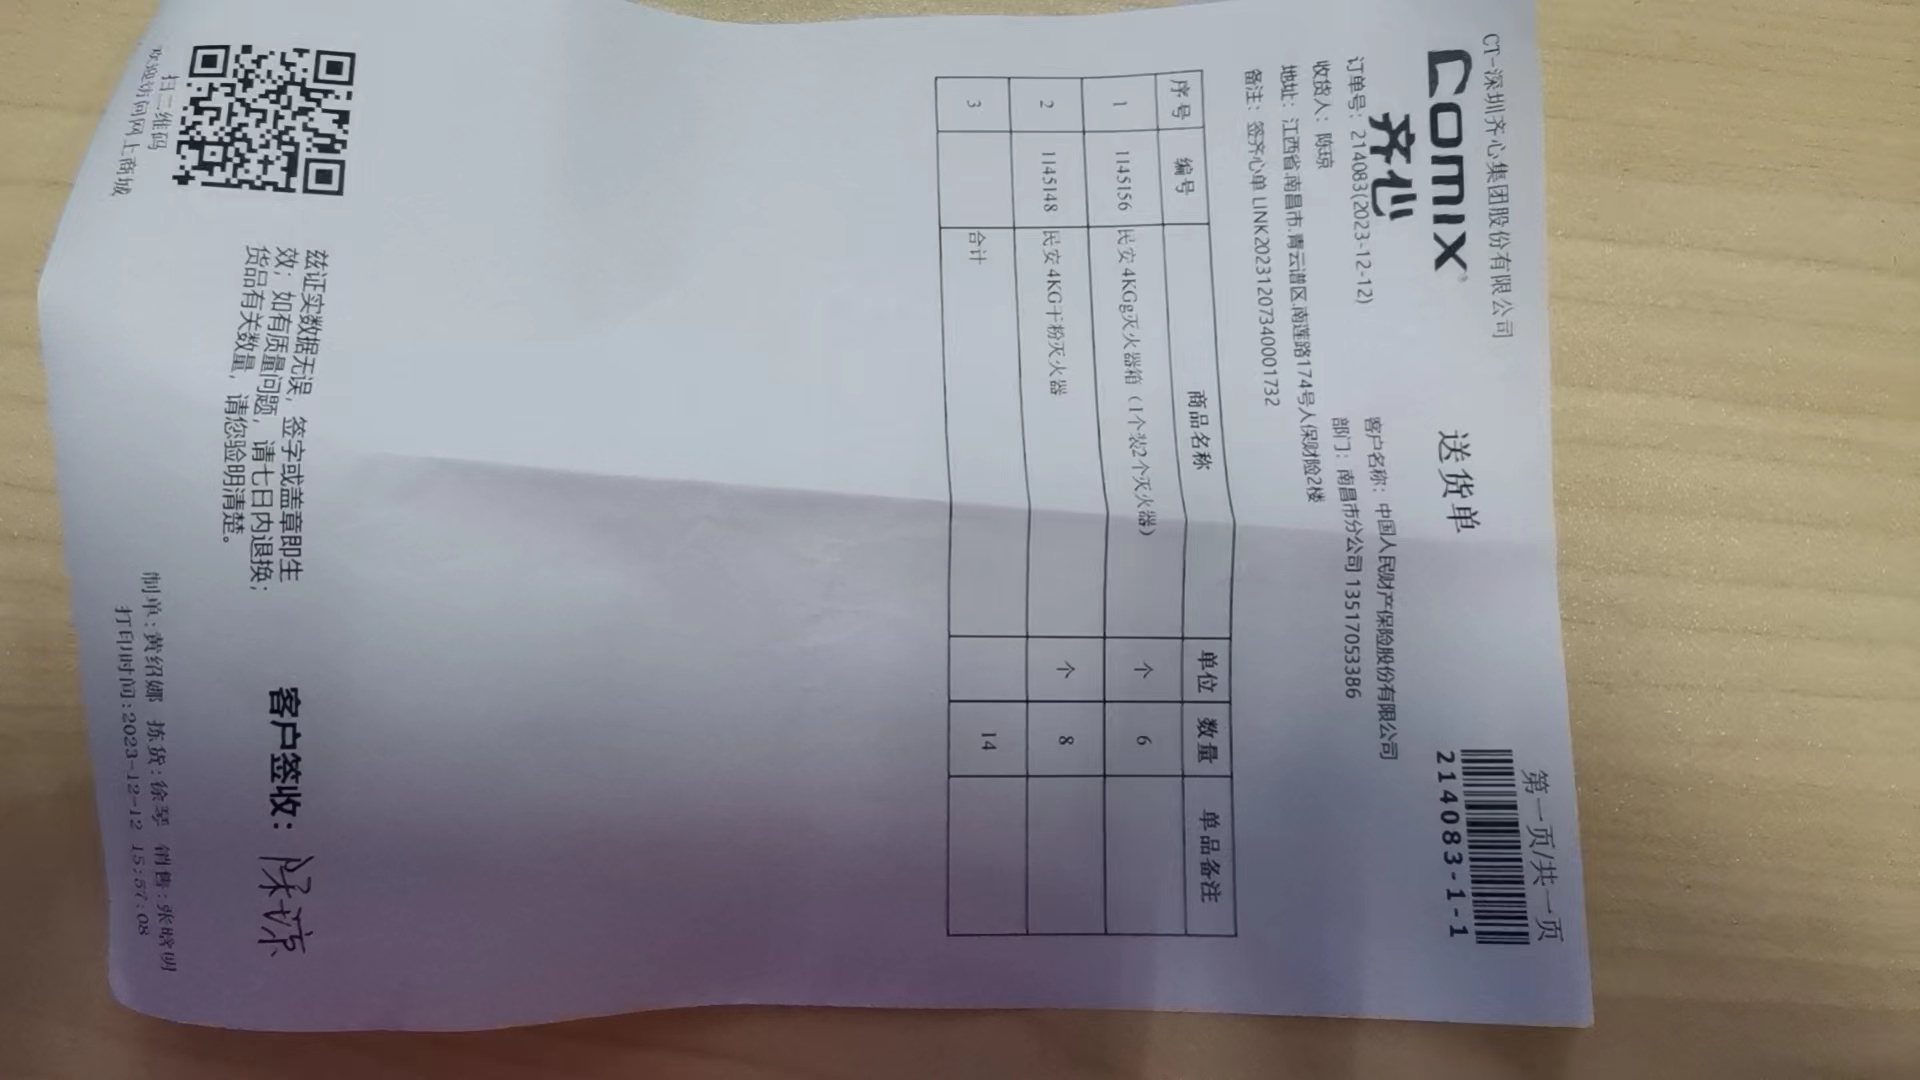 CT-深圳齐心集团股份有限公司
第一页/共一页
comix
齐心
送货单
214083-1-1
订单号：214083(2023-12-12)
客户名称：中国人民财产保险股份有限公司
收货人：陈琼
部门：南昌市分公司 13517053386
地址：江西省.南昌市.青云谱区.南莲路174号人保财险2楼
备注：签齐心单 LINK20231207340001732
序号 编号 商品名称 单位 数量 单品备注
1 1145156 民安 4KGg灭火器箱（1个装2个灭火器） 个 6
2 1145148 民安 4KG干粉灭火器 个 8
3 合计 14
兹证实数据无误，签字或盖章即生
效；如有质量问题，请七日内退换；
货品有关数量，请您验明清楚。
客户签收：陈琼
扫二维码
欢迎访问网上商城
制单:黄绍娜 拣货:徐琴 销售:张晗明
打印时间:2023-12-12 15:57:08